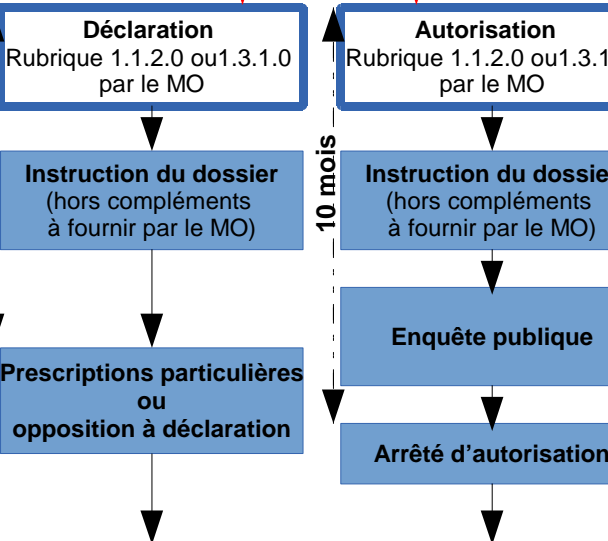 Déclaration
Rubrique 1.1.2.0 ou1.3.1.0
par le MO
Instruction du dossier
(hors compléments
à fournir par le MO)
Prescriptions particulières
ou
opposition à déclaration
10 mois
Autorisation
Rubrique 1.1.2.0 ou1.3.1
par le MO
Instruction du dossie
(hors compléments
à fournir par le MO)
Enquête publique
Arrêté d'autorisation